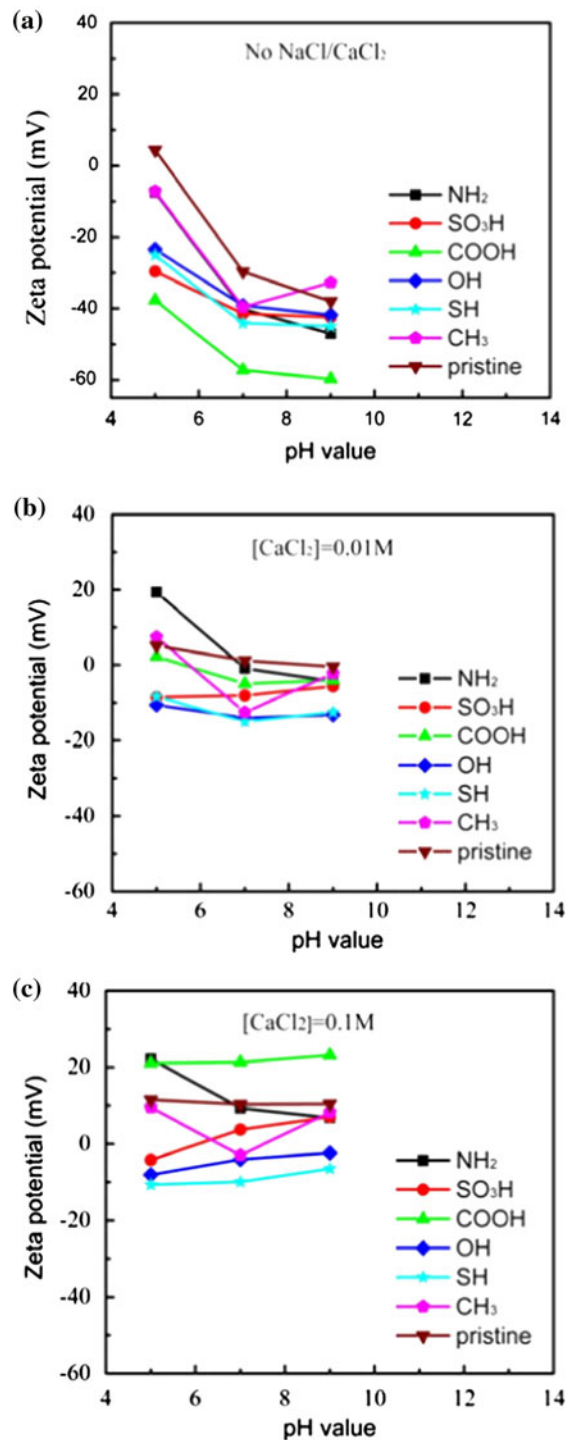 (a)
No NaCl/CaCl₂
Zeta potential (mV)
40
20
0
-20
-40
-60
NH₂
SO₃H
COOH
OH
SH
CH₃
pristine
4 6 8 10 12 14
pH value
(b)
[CaCl₂]=0.01M
Zeta potential (mV)
40
20
0
-20
-40
-60
NH₂
SO₃H
COOH
OH
SH
CH₃
pristine
4 6 8 10 12 14
pH value
(c)
[CaCl₂]=0.1M
Zeta potential (mV)
40
20
0
-20
-40
-60
NH₂
SO₃H
COOH
OH
SH
CH₃
pristine
4 6 8 10 12 14
pH value